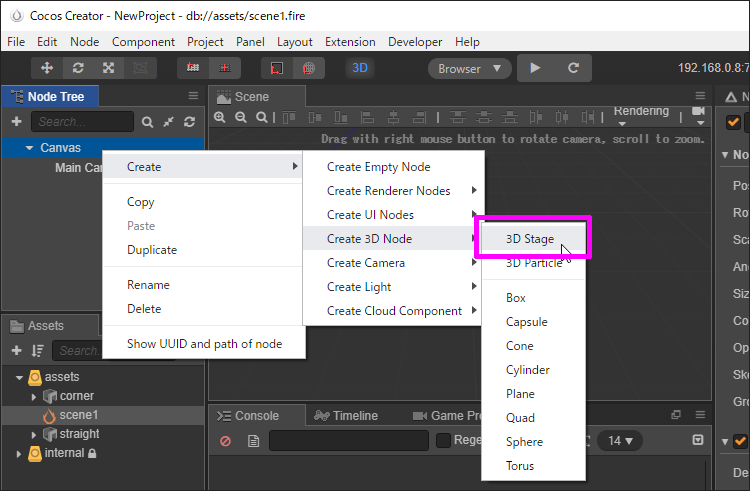 Cocos Creator - NewProject - db://assets/scene1.fire
File Edit Node Component Project Panel Layout Extension Developer Help
3D Browser 192.168.0.8:7
Node Tree
Search...
Canvas
Main Can
Scene
Rendering
Drag with right mouse button to rotate camera, scroll to zoom.
Create
Copy
Paste
Duplicate
Rename
Delete
Show UUID and path of node
Create Empty Node
Create Renderer Nodes
Create UI Nodes
Create 3D Node
Create Camera
Create Light
Create Cloud Component
3D Stage
3D Particle
Box
Capsule
Cone
Cylinder
Plane
Quad
Sphere
Torus
Assets
Search...
assets
corner
scene1
straight
internal
Console Timeline Game Pre
Rege
14
N
No
Pos
Rot
Sca
And
Siz
Co
Op
Ske
Gro
De